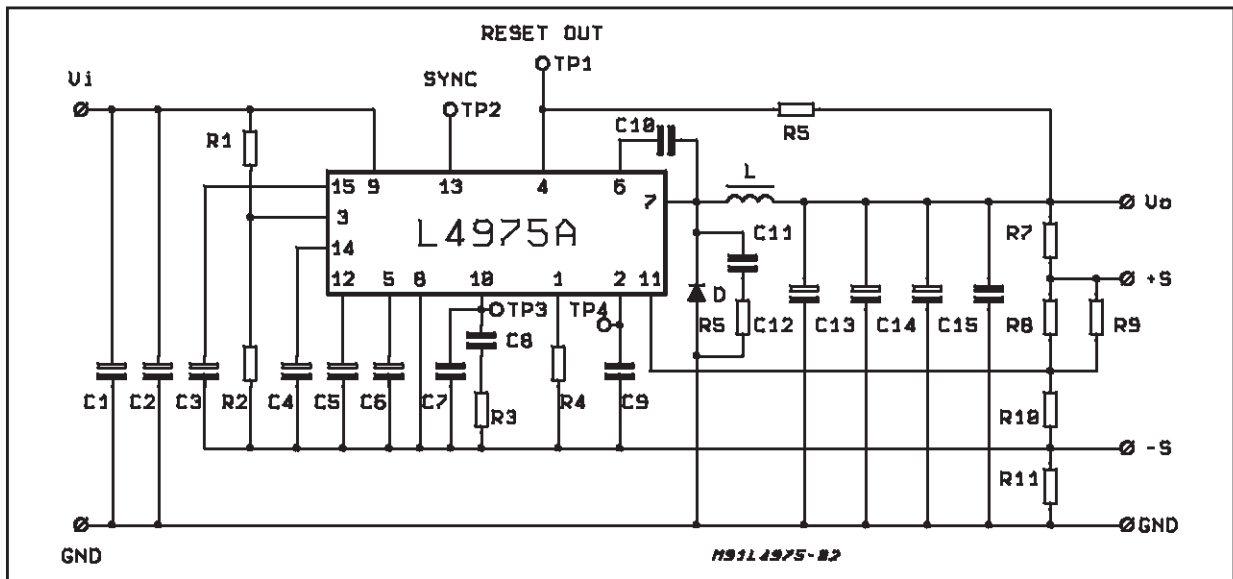 RESET OUT
TP1
Vi
SYNC
TP2
C10
R5
R1
L
15 9 13 4 6
7
Vo
3
L4975A
14
C11
R7
+S
12 5 8 10 1 2 11
TP3
TP4
D
R5
C12
C13
C14
C15
R8
R9
C8
C1
C2
C3
R2
C4
C5
C6
C7
R3
R4
C9
R10
-S
R11
GND
GND
M91L4975-02